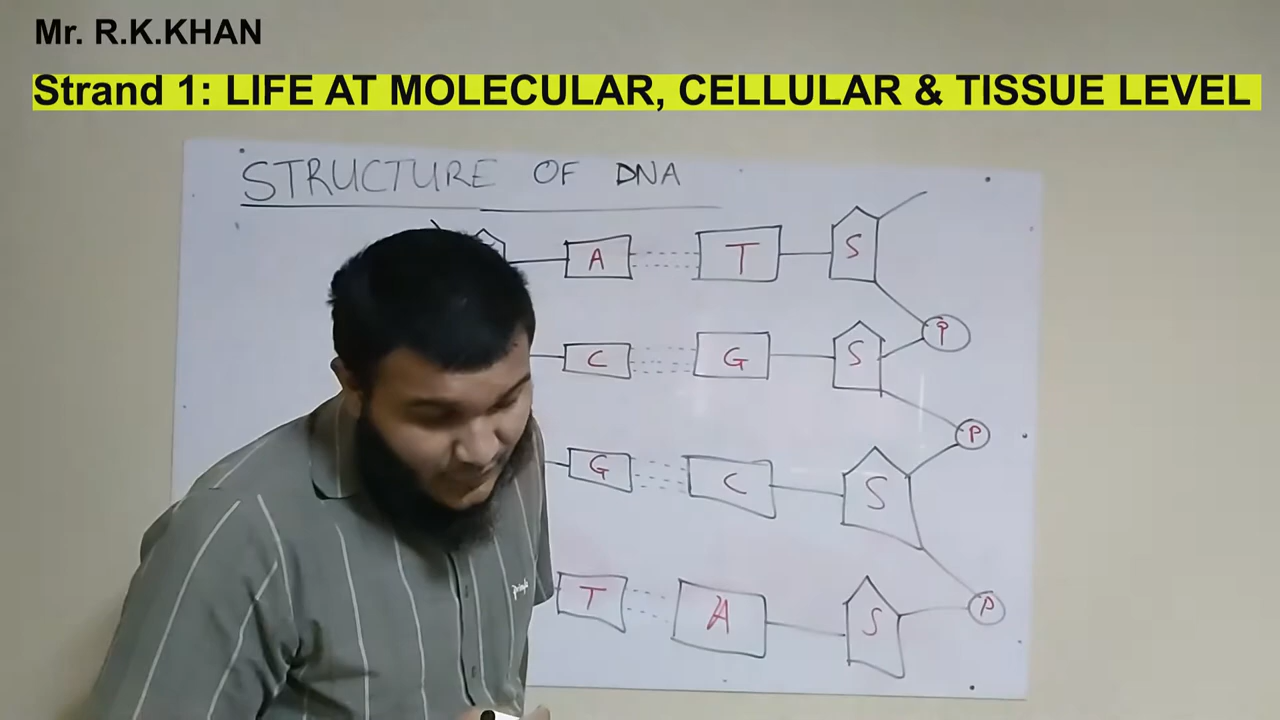 Mr. R.K.KHAN
Strand 1: LIFE AT MOLECULAR, CELLULAR & TISSUE LEVEL
STRUCTURE OF DNA
A T S
P
C G S
P
G C S
T A S
P